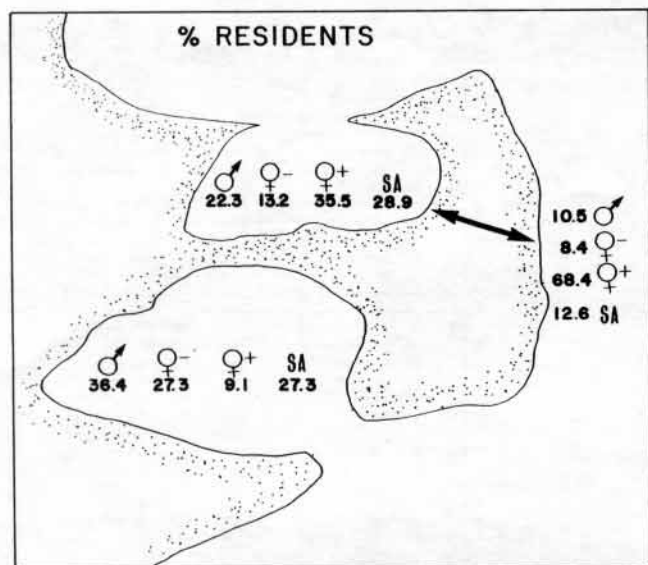 % RESIDENTS
♂ ♀- ♀+ SA
22.3 13.2 35.5 28.9
10.5 ♂
8.4 ♀-
68.4 ♀+
12.6 SA
♂ ♀- ♀+ SA
36.4 27.3 9.1 27.3